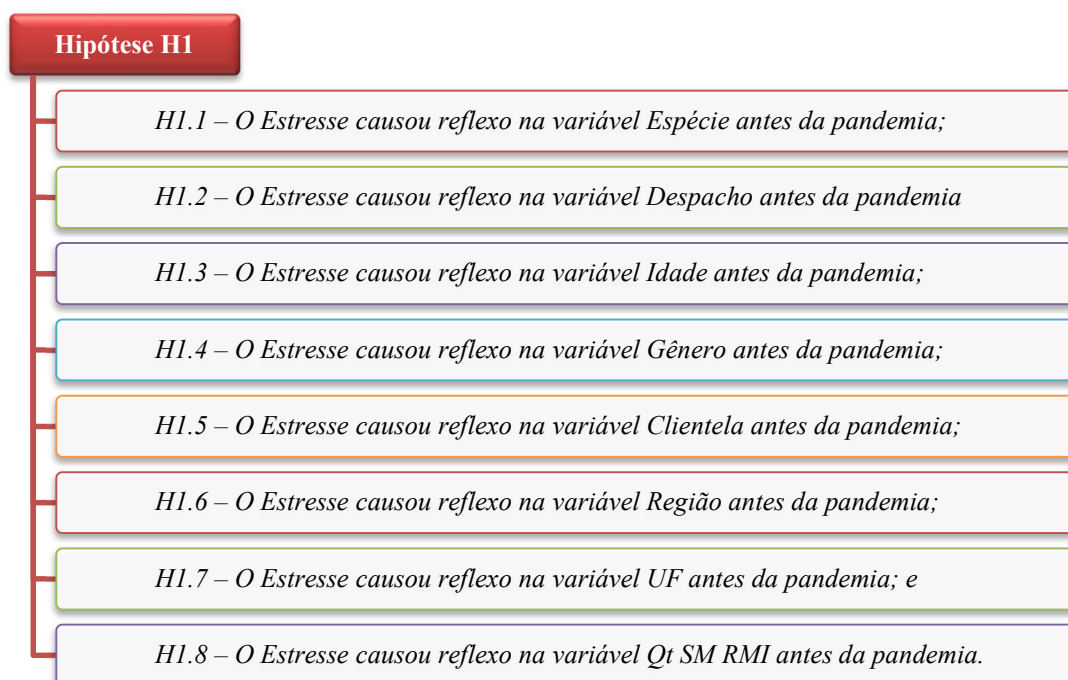 Hipótese H1
H1.1 – O Estresse causou reflexo na variável Espécie antes da pandemia;
H1.2 – O Estresse causou reflexo na variável Despacho antes da pandemia
H1.3 – O Estresse causou reflexo na variável Idade antes da pandemia;
H1.4 – O Estresse causou reflexo na variável Gênero antes da pandemia;
H1.5 – O Estresse causou reflexo na variável Clientela antes da pandemia;
H1.6 – O Estresse causou reflexo na variável Região antes da pandemia;
H1.7 – O Estresse causou reflexo na variável UF antes da pandemia; e
H1.8 – O Estresse causou reflexo na variável Qt SM RMI antes da pandemia.